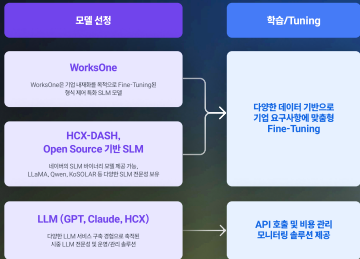 모델 선정
학습/Tuning
WorksOne
WorksOne은 기업 내재화를 목적으로 Fine-Tuning된
형식 제어 특화 SLM 모델
HCX-DASH,
Open Source 기반 SLM
네이버의 SLM 바이너리 모델 제공 가능,
LLaMA, Qwen, KoSOLAR 등 다양한 SLM 전문성 보유
다양한 데이터 기반으로
기업 요구사항에 맞춤형
Fine-Tuning
LLM (GPT, Claude, HCX)
다양한 LLM 서비스 구축 경험으로 축적된
시중 LLM 전문성 및 운영/관리 솔루션
API 호출 및 비용 관리
모니터링 솔루션 제공